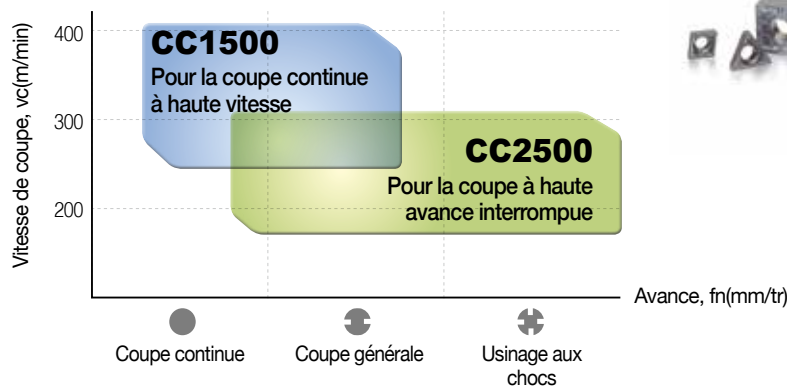 Vitesse de coupe, vc(m/min)
400
300
200
CC1500
Pour la coupe continue
à haute vitesse
CC2500
Pour la coupe à haute
avance interrompue
Avance, fn(mm/tr)
Coupe continue
Coupe générale
Usinage aux
chocs